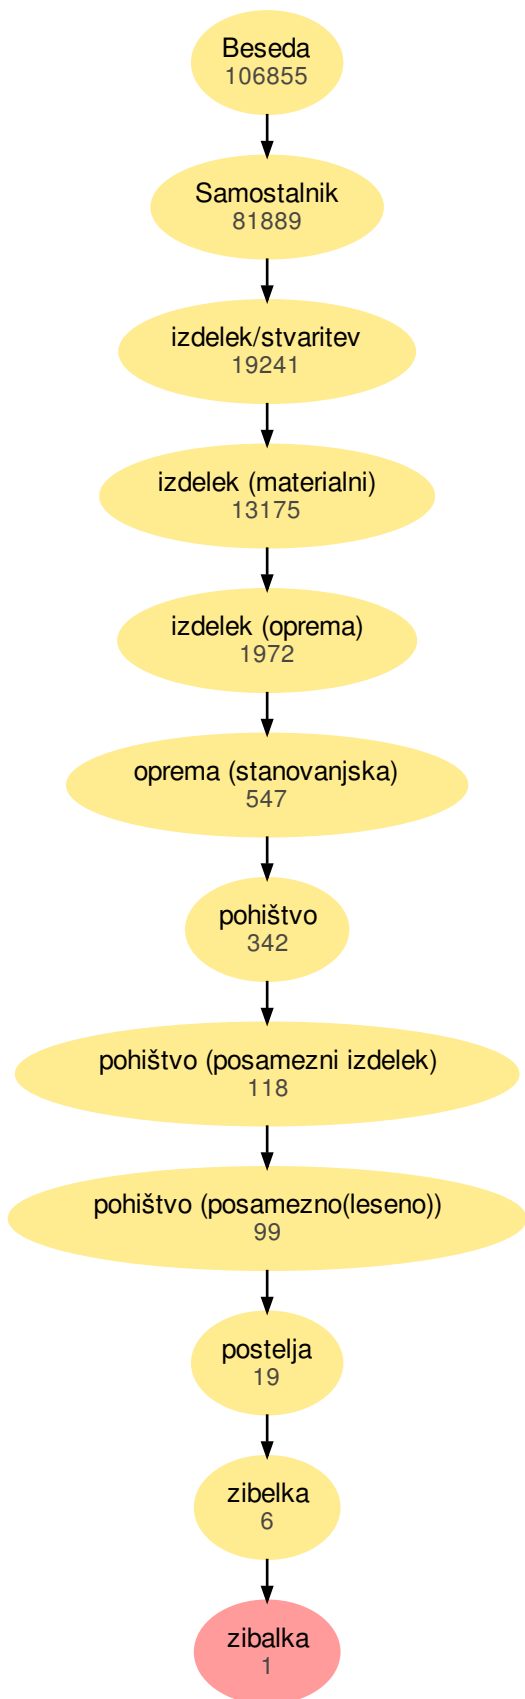 Beseda
106855
Samostalnik
81889
izdelek/stvaritev
19241
izdelek (materialni)
13175
izdelek (oprema)
1972
oprema (stanovanjska)
547
pohištvo
342
pohištvo (posamezni izdelek)
118
pohištvo (posamezno(leseno))
99
postelja
19
zibelka
6
zibalka
1